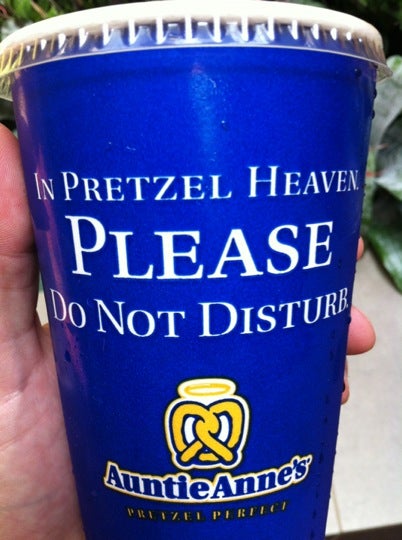 IN PRETZEL HEAVEN.
PLEASE
DO NOT DISTURB.
AuntieAnne's
PRETZEL PERFECT